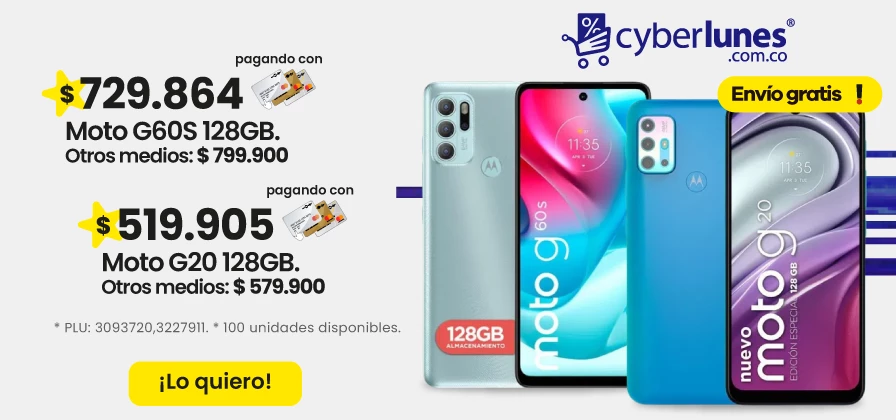 cyberlunes®
.com.co
pagando con
$729.864
Moto G60S 128GB.
Otros medios: $ 799.900
pagando con
$519.905
Moto G20 128GB.
Otros medios: $ 579.900
* PLU: 3093720,3227911. * 100 unidades disponibles.
¡Lo quiero!
Envío gratis !
11:35
moto g 60s
128GB
ALMACENAMIENTO
11:35
nuevo
moto g 20
EDICIÓN ESPECIAL 128 GB